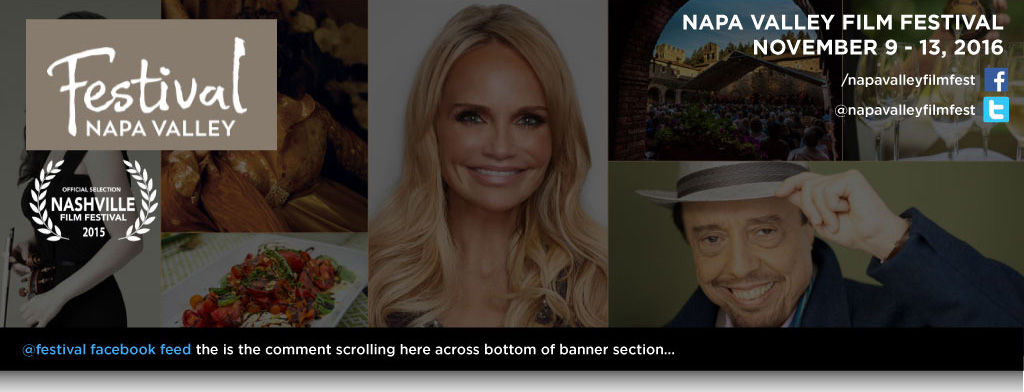 Festival
NAPA VALLEY
OFFICIAL SELECTION
NASHVILLE
FILM FESTIVAL
2015
NAPA VALLEY FILM FESTIVAL
NOVEMBER 9 - 13, 2016
/napavalleyfilmfest
@napavalleyfilmfest
@festival facebook feed the is the comment scrolling here across bottom of banner section...